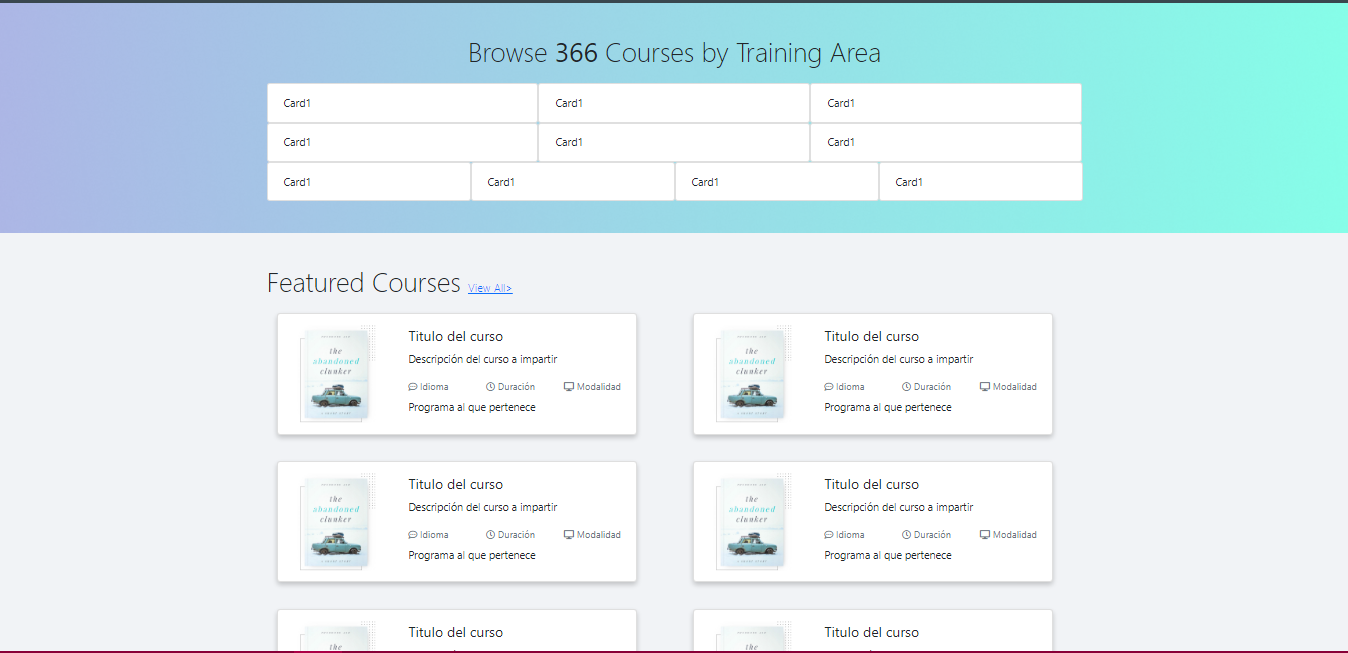 Browse 366 Courses by Training Area
Card1 Card1 Card1
Card1 Card1 Card1
Card1 Card1 Card1 Card1
Featured Courses View All>
the
abandoned
clunker
Titulo del curso
Descripción del curso a impartir
Idioma Duración Modalidad
Programa al que pertenece
the
abandoned
clunker
Titulo del curso
Descripción del curso a impartir
Idioma Duración Modalidad
Programa al que pertenece
the
abandoned
clunker
Titulo del curso
Descripción del curso a impartir
Idioma Duración Modalidad
Programa al que pertenece
the
abandoned
clunker
Titulo del curso
Descripción del curso a impartir
Idioma Duración Modalidad
Programa al que pertenece
the
Titulo del curso
the
Titulo del curso